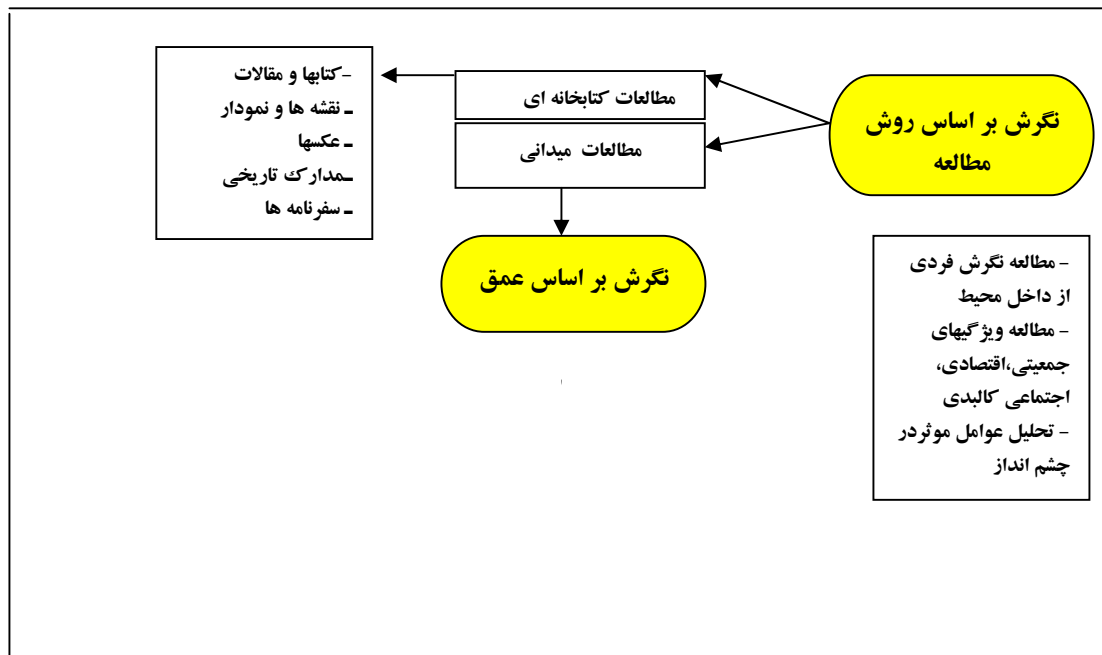 نگرش بر اساس روش
مطالعه
مطالعات کتابخانه ای
مطالعات میدانی
-کتابها و مقالات
ـ نقشه ها و نمودار
ـ عکسها
ـمدارک تاریخی
ـ سفرنامه ها
نگرش بر اساس عمق
- مطالعه نگرش فردی
از داخل محیط
- مطالعه ویژگیهای
جمعیتی،اقتصادی،
اجتماعی کالبدی
- تحلیل عوامل موثردر
چشم انداز